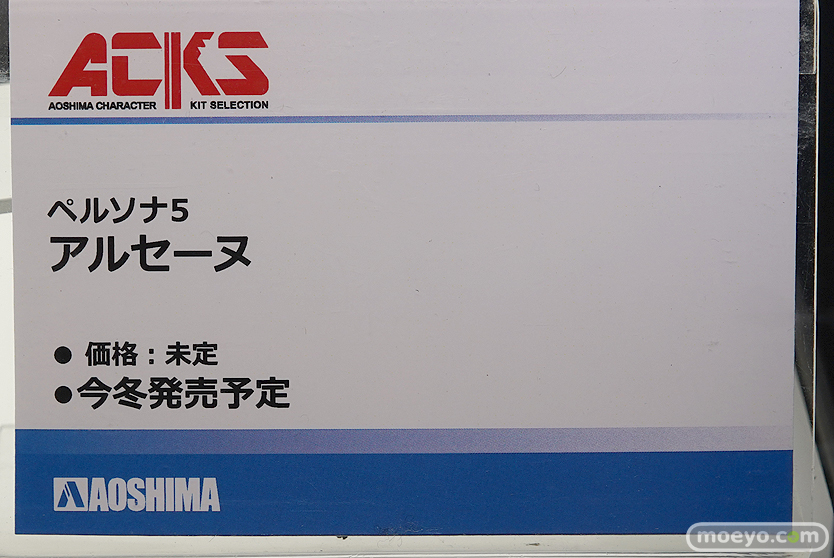 ACKS
AOSHIMA CHARACTER KIT SELECTION
ペルソナ5
アルセーヌ
● 価格：未定
●今冬発売予定
AOSHIMA
moeyo.com